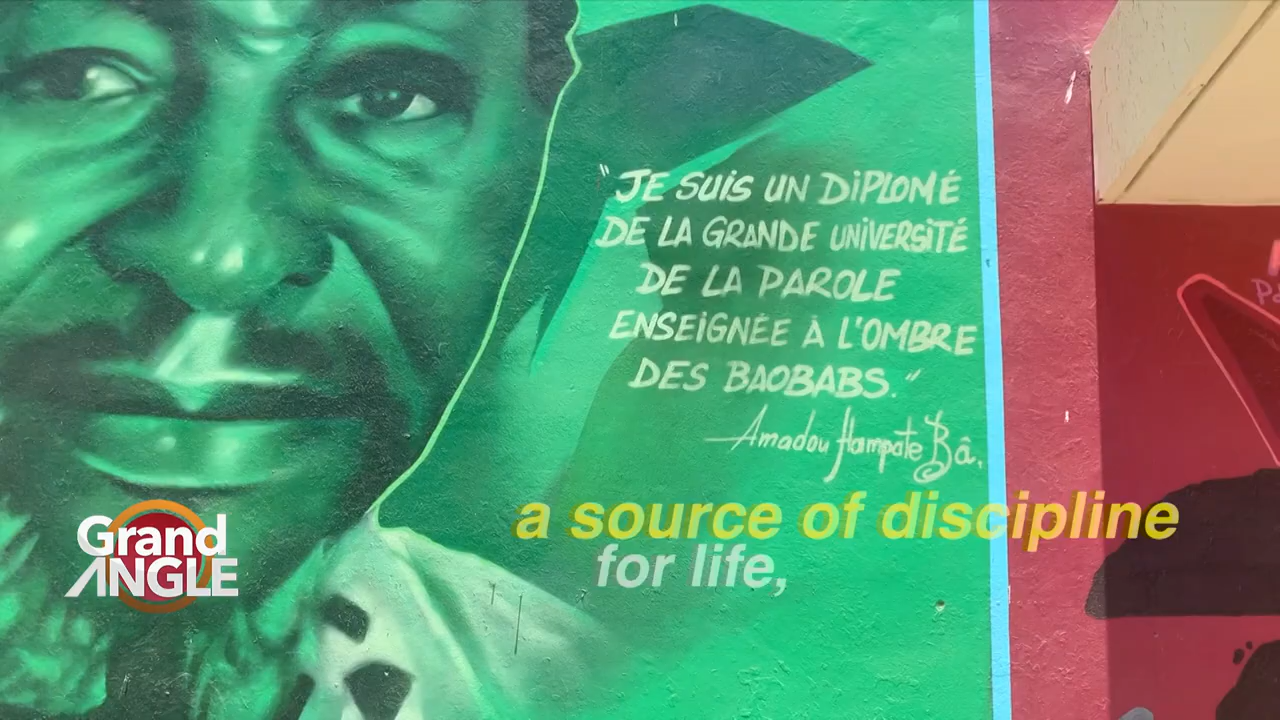 "JE SUIS UN DIPLOMÉ
DE LA GRANDE UNIVERSITÉ
DE LA PAROLE
ENSEIGNÉE À L'OMBRE
DES BAOBABS."
Amadou Hampate Bâ.
a source of discipline
for life,
Grand
ANGLE